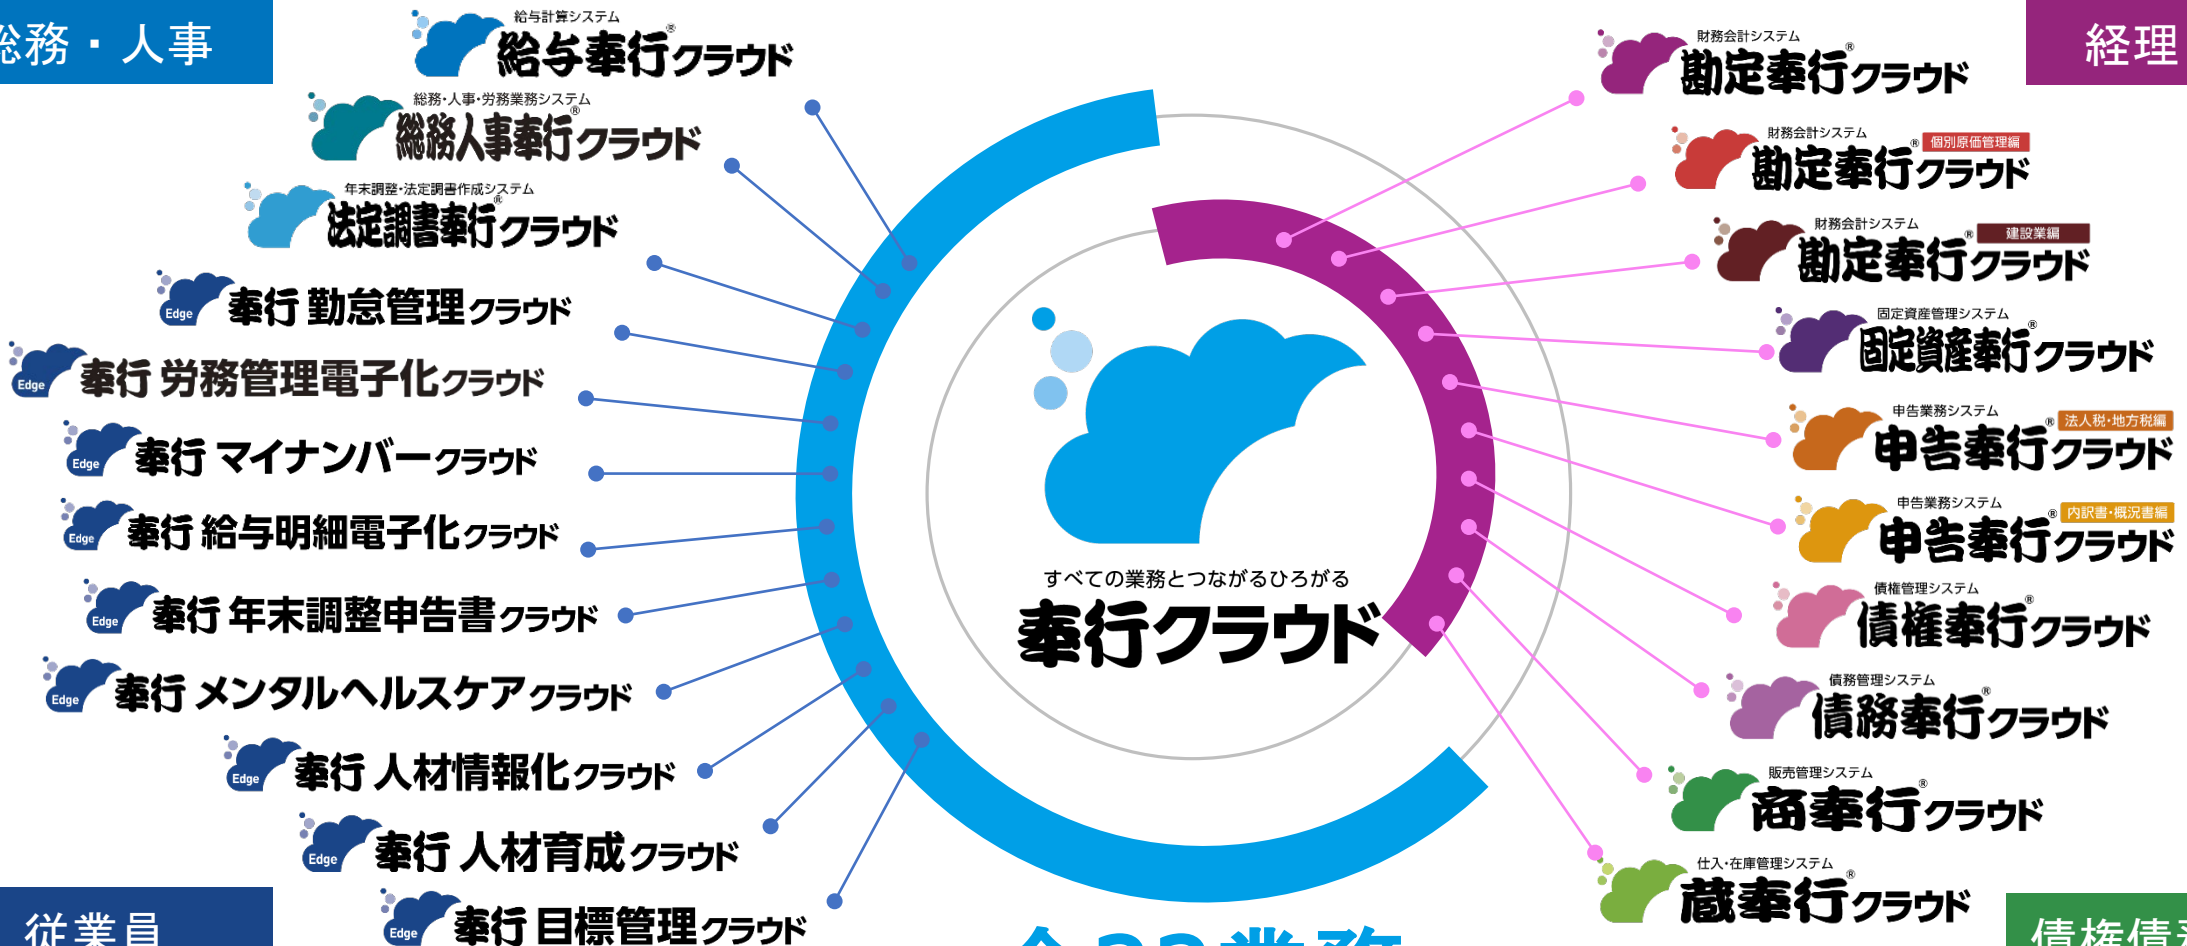 総務・人事
給与計算システム
給与奉行®クラウド
総務・人事・労務業務システム
総務人事奉行®クラウド
年末調整・法定調書作成システム
法定調書奉行®クラウド
Edge
奉行 勤怠管理クラウド
Edge
奉行 労務管理電子化クラウド
Edge
奉行 マイナンバークラウド
Edge
奉行 給与明細電子化クラウド
Edge
奉行 年末調整申告書クラウド
Edge
奉行 メンタルヘルスケアクラウド
Edge
奉行 人材情報化クラウド
Edge
奉行 人材育成クラウド
Edge
奉行 目標管理クラウド
従業員
すべての業務とつながるひろがる
奉行クラウド
経理
財務会計システム
勘定奉行®クラウド
財務会計システム
勘定奉行®クラウド
個別原価管理編
財務会計システム
勘定奉行®クラウド
建設業編
固定資産管理システム
固定資産奉行®クラウド
申告業務システム
申告奉行®クラウド
法人税・地方税編
申告業務システム
申告奉行®クラウド
内訳書・概況書編
債権管理システム
債権奉行®クラウド
債務管理システム
債務奉行®クラウド
販売管理システム
商奉行®クラウド
仕入・在庫管理システム
蔵奉行®クラウド
債権債務